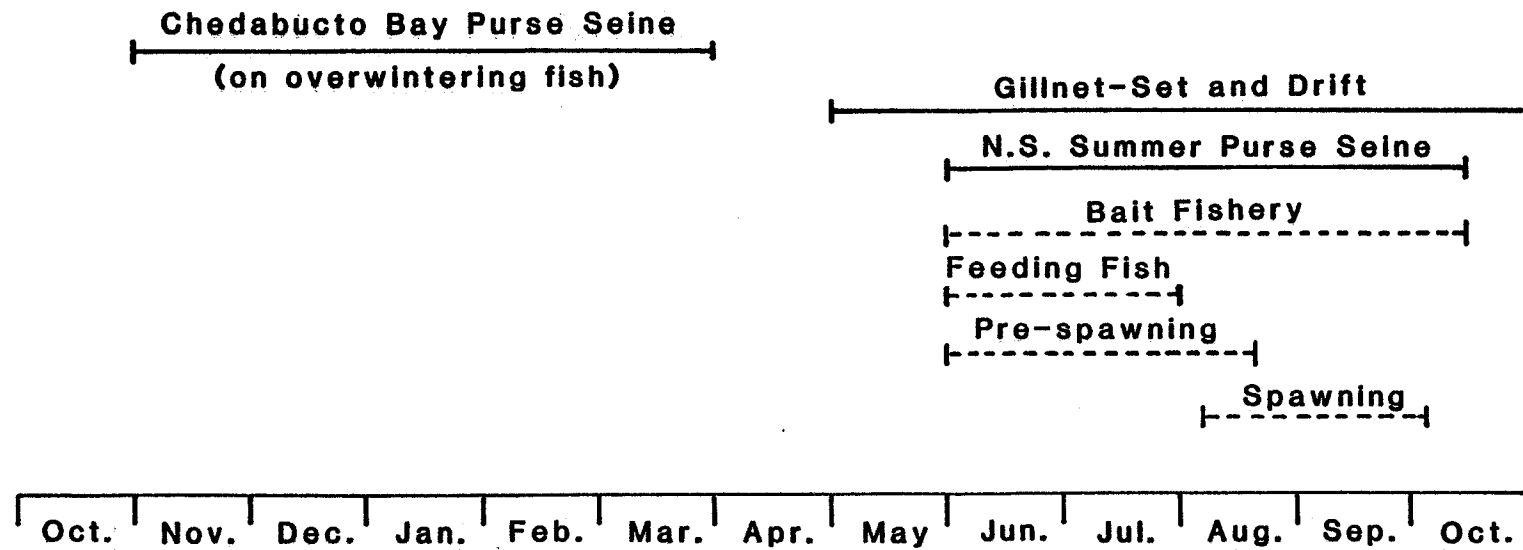 Chedabucto Bay Purse Seine
(on overwintering fish)
Gillnet-Set and Drift
N.S. Summer Purse Seine
Bait Fishery
Feeding Fish
Pre-spawning
Spawning
Oct. Nov. Dec. Jan. Feb. Mar. Apr. May Jun. Jul. Aug. Sep. Oct.